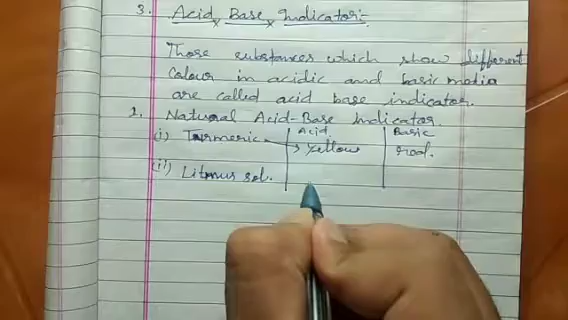 3. Acid, Base, Indicator:-
Those substances which show different
Colour in acidic and basic media
are called acid base indicator.
1. Natural Acid-Base Indicator.
Acid Basic
(i) Turmeric → Yellow red.
(ii) Litmus sol.